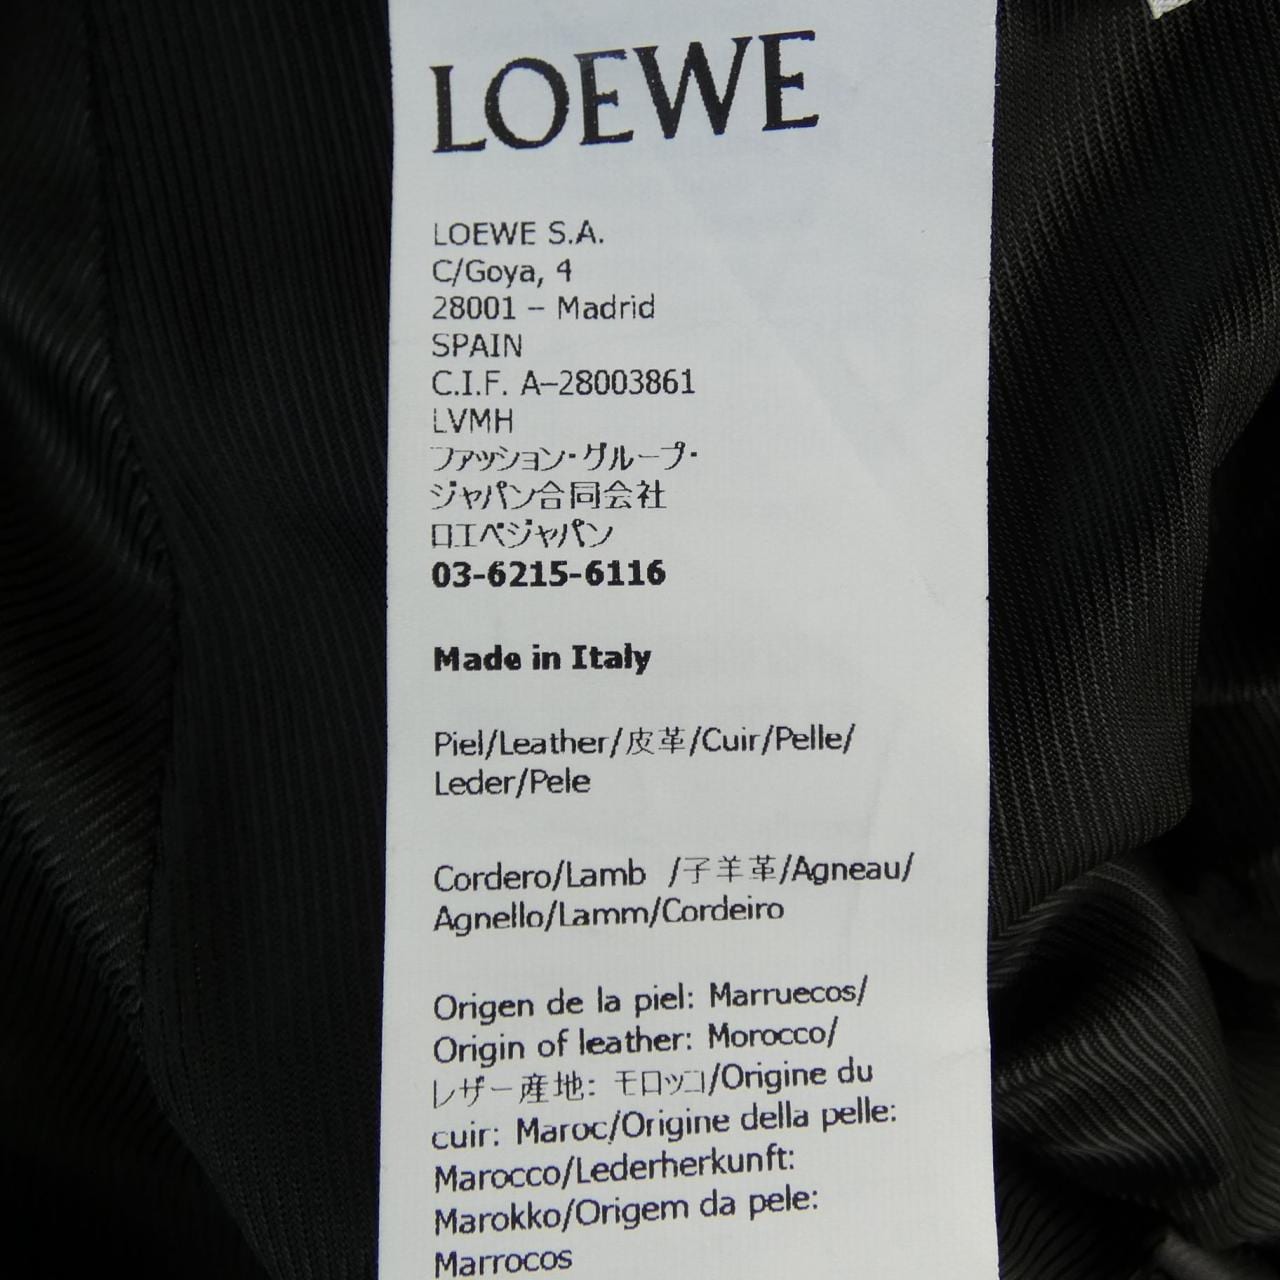 LOEWE
LOEWE S.A.
C/Goya, 4
28001 – Madrid
SPAIN
C.I.F. A–28003861
LVMH
ファッション・グループ・
ジャパン合同会社
ロエベジャパン
03-6215-6116
Made in Italy
Piel/Leather/皮革/Cuir/Pelle/
Leder/Pele
Cordero/Lamb /子羊革/Agneau/
Agnello/Lamm/Cordeiro
Origen de la piel: Marruecos/
Origin of leather: Morocco/
レザー産地: モロッコ/Origine du
cuir: Maroc/Origine della pelle:
Marocco/Lederherkunft:
Marokko/Origem da pele:
Marrocos